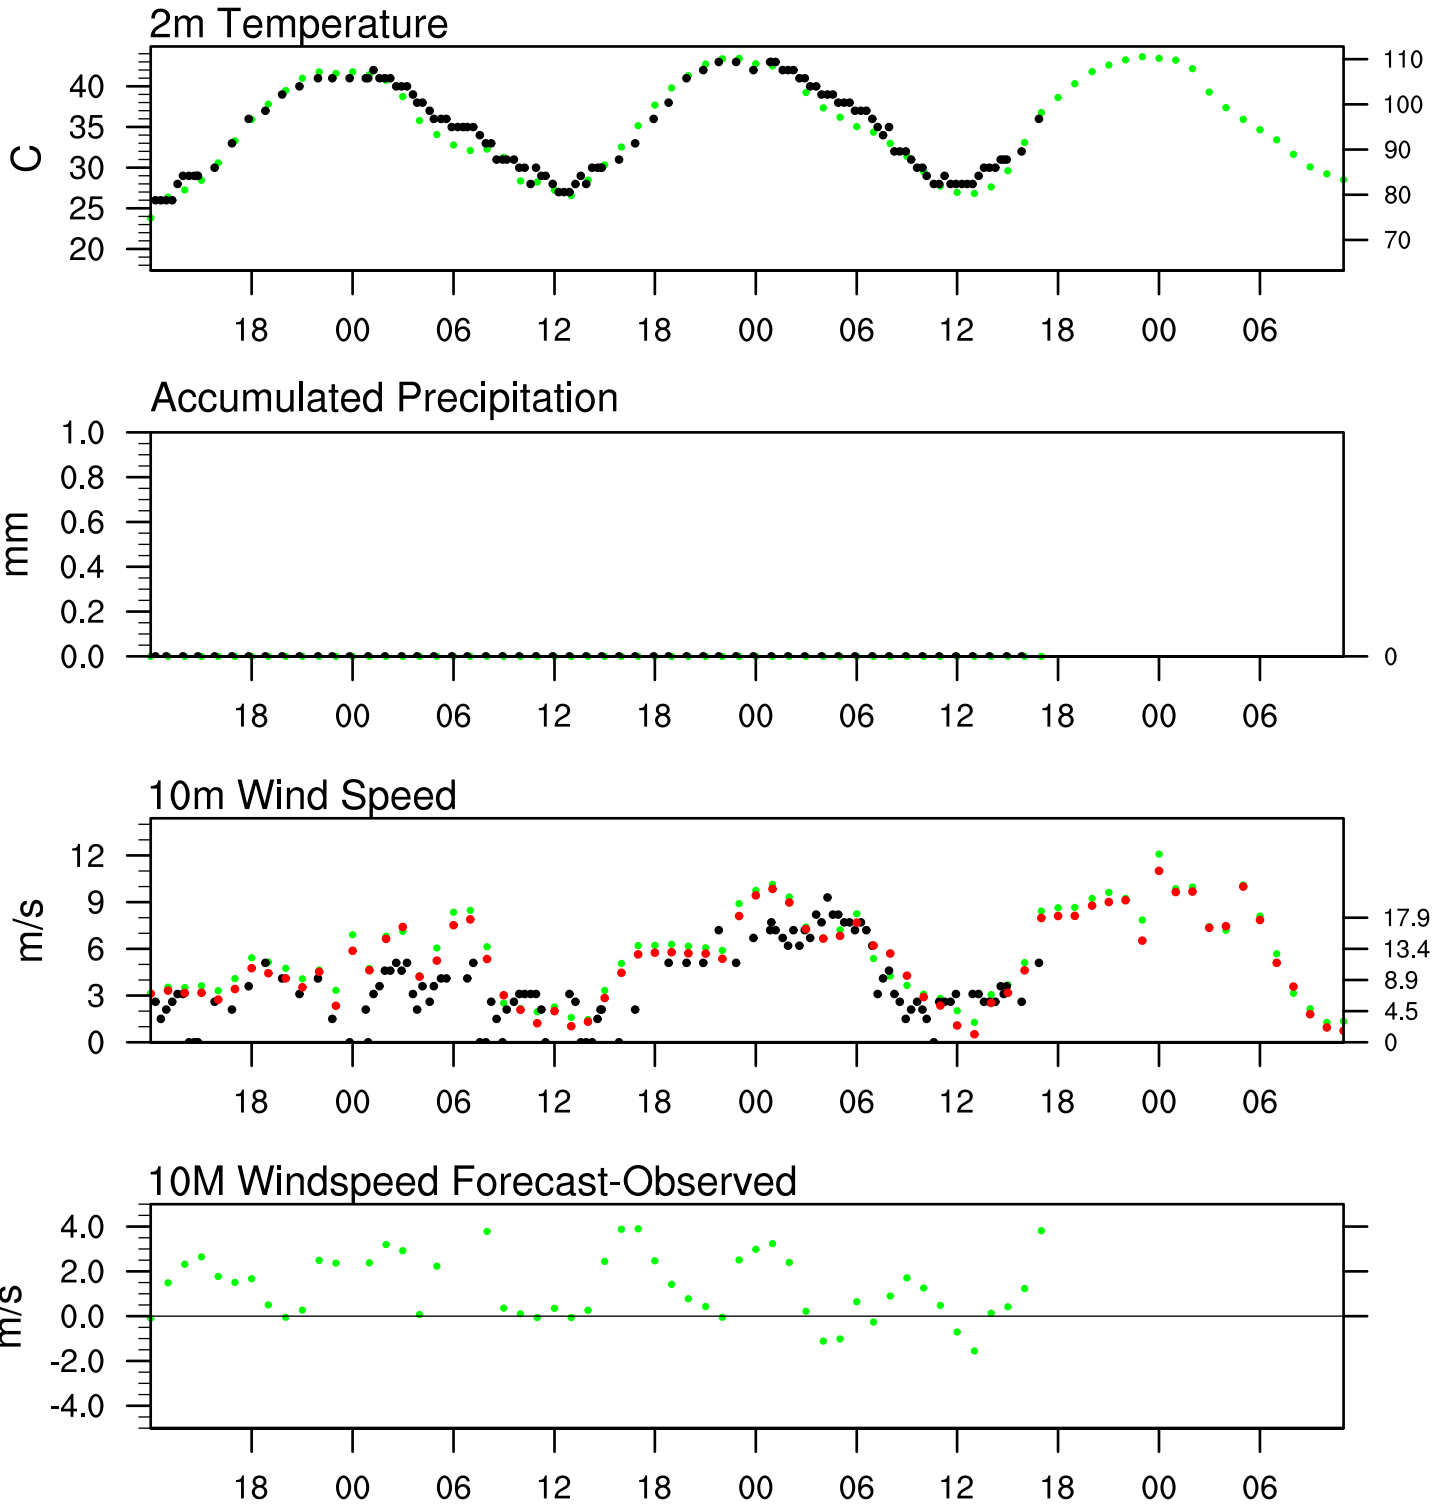 2m Temperature
C
40
35
30
25
20
110
100
90
80
70
18 00 06 12 18 00 06 12 18 00 06
Accumulated Precipitation
mm
1.0
0.8
0.6
0.4
0.2
0.0
0
18 00 06 12 18 00 06 12 18 00 06
10m Wind Speed
m/s
12
9
6
3
0
17.9
13.4
8.9
4.5
0
18 00 06 12 18 00 06 12 18 00 06
10M Windspeed Forecast-Observed
m/s
4.0
2.0
0.0
-2.0
-4.0
18 00 06 12 18 00 06 12 18 00 06